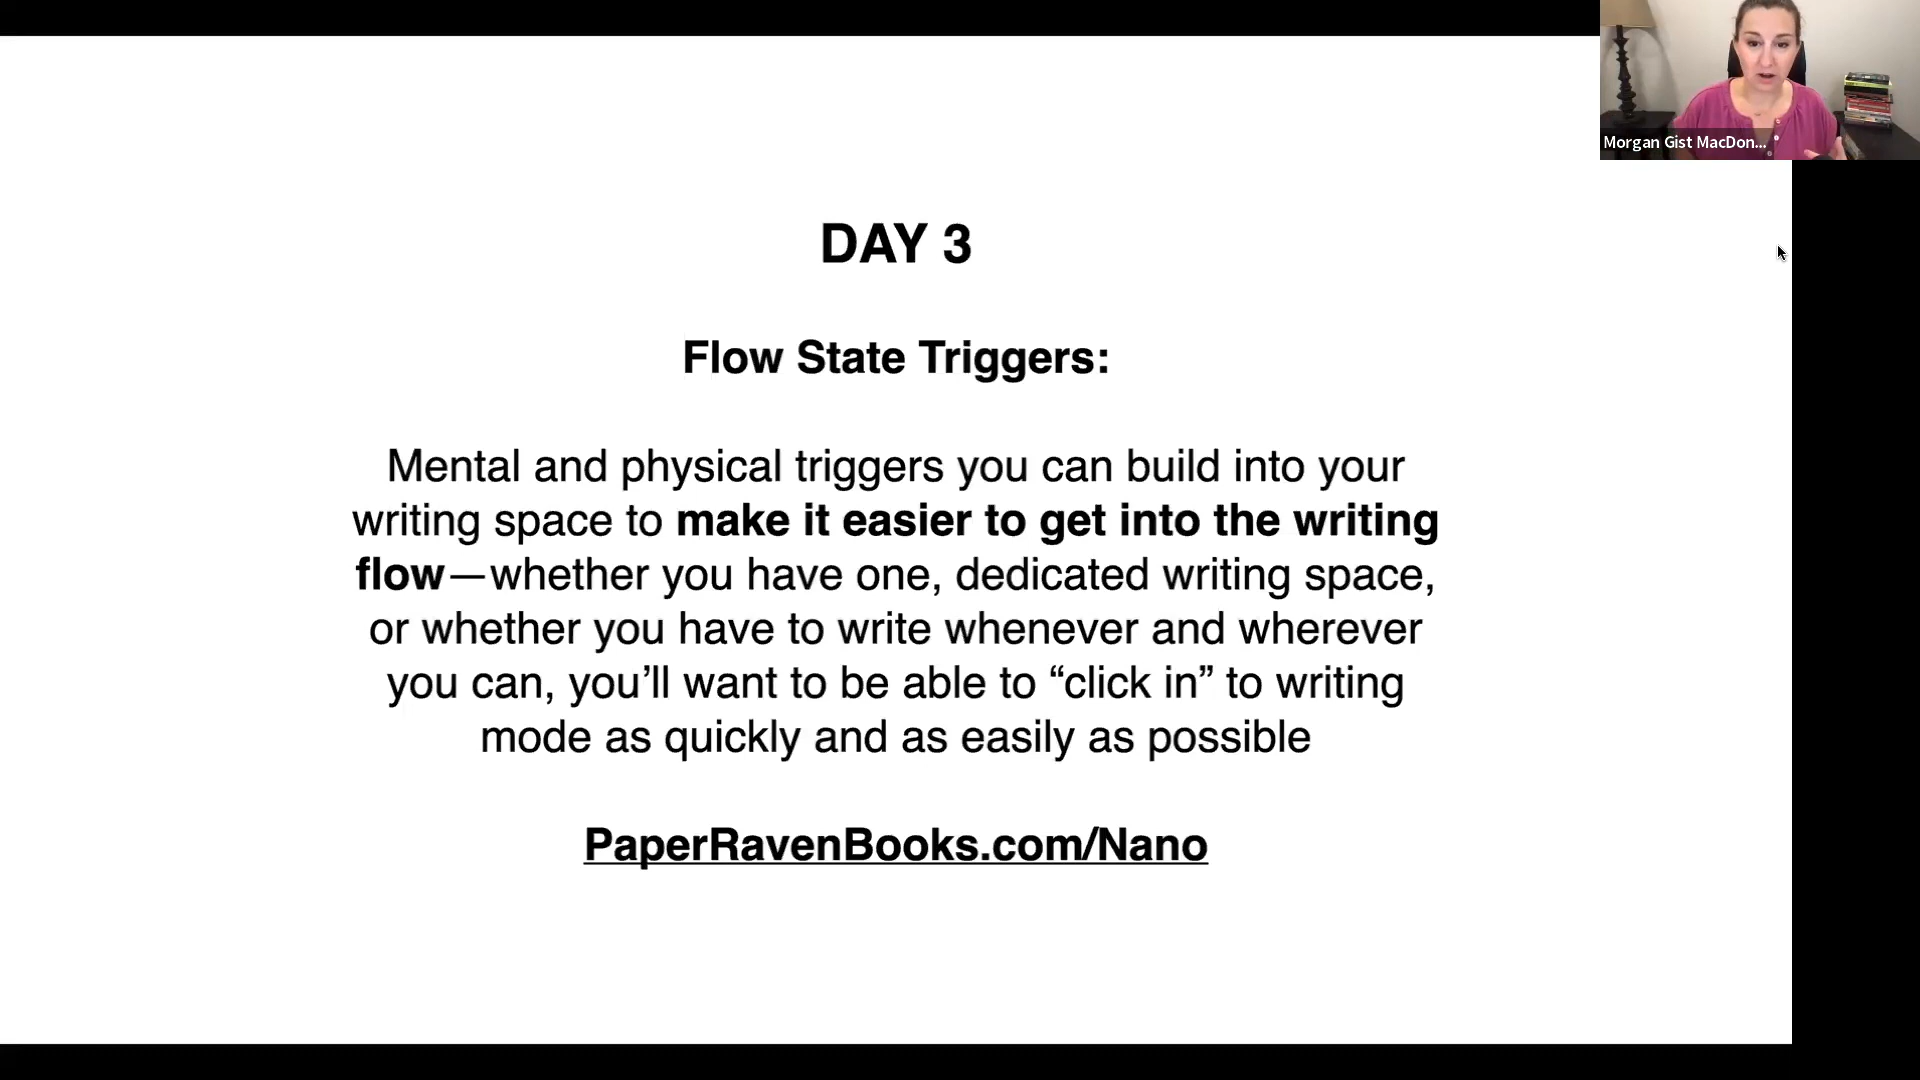 Morgan Gist MacDon...
DAY 3
Flow State Triggers:
Mental and physical triggers you can build into your
writing space to make it easier to get into the writing
flow—whether you have one, dedicated writing space,
or whether you have to write whenever and wherever
you can, you’ll want to be able to “click in” to writing
mode as quickly and as easily as possible
PaperRavenBooks.com/Nano